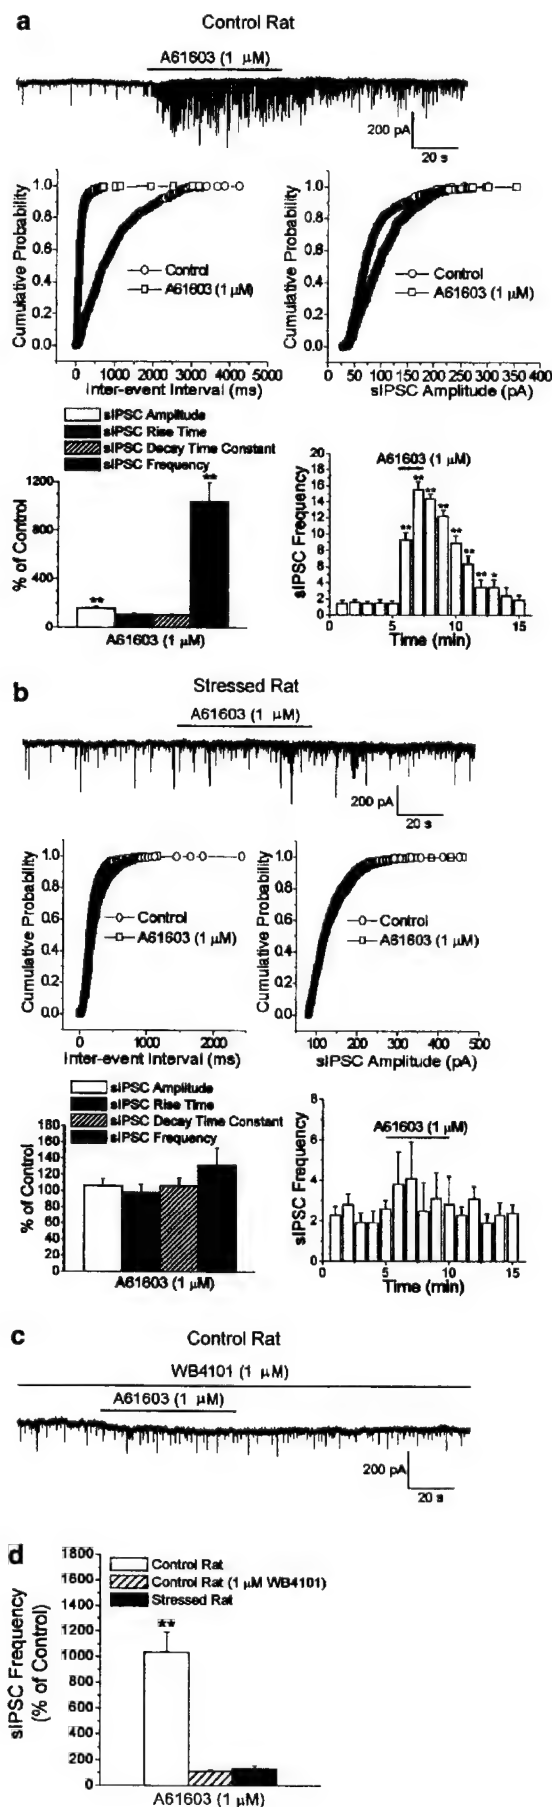 a
Control Rat
A61603 (1 μM)
200 pA
20 s
Cumulative Probability
1.0
0.8
0.6
0.4
0.2
0.0
Control
A61603 (1 μM)
0 1000 2000 3000 4000 5000
Inter-event Interval (ms)
Cumulative Probability
1.0
0.8
0.6
0.4
0.2
0.0
Control
A61603 (1 μM)
0 50 100 150 200 250 300 350 400
sIPSC Amplitude (pA)
sIPSC Amplitude
sIPSC Rise Time
sIPSC Decay Time Constant
sIPSC Frequency
% of Control
1200
800
400
0
**
**
A61603 (1 μM)
sIPSC Frequency
20
18
16
14
12
10
8
6
4
2
0
A61603 (1 μM)
** ** ** ** ** ** ** *
0 5 10 15
Time (min)
b
Stressed Rat
A61603 (1 μM)
200 pA
20 s
Cumulative Probability
1.0
0.8
0.6
0.4
0.2
0.0
Control
A61603 (1 μM)
0 1000 2000
Inter-event Interval (ms)
Cumulative Probability
1.0
0.8
0.6
0.4
0.2
0.0
Control
A61603 (1 μM)
100 200 300 400 500
sIPSC Amplitude (pA)
sIPSC Amplitude
sIPSC Rise Time
sIPSC Decay Time Constant
sIPSC Frequency
% of Control
180
160
140
120
100
80
60
40
20
0
A61603 (1 μM)
sIPSC Frequency
8
6
4
2
0
A61603 (1 μM)
0 5 10 15
Time (min)
c
Control Rat
WB4101 (1 μM)
A61603 (1 μM)
200 pA
20 s
d
sIPSC Frequency
(% of Control)
1800
1600
1400
1200
1000
800
600
400
200
0
Control Rat
Control Rat (1 μM WB4101)
Stressed Rat
**
A61603 (1 μM)